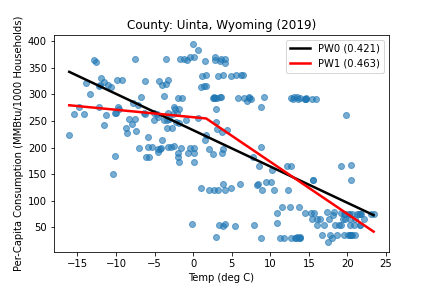 County: Uinta, Wyoming (2019)
Per-Capita Consumption (MMBtu/1000 Households)
400
350
300
250
200
150
100
50
PW0 (0.421)
PW1 (0.463)
−15 −10 −5 0 5 10 15 20 25
Temp (deg C)